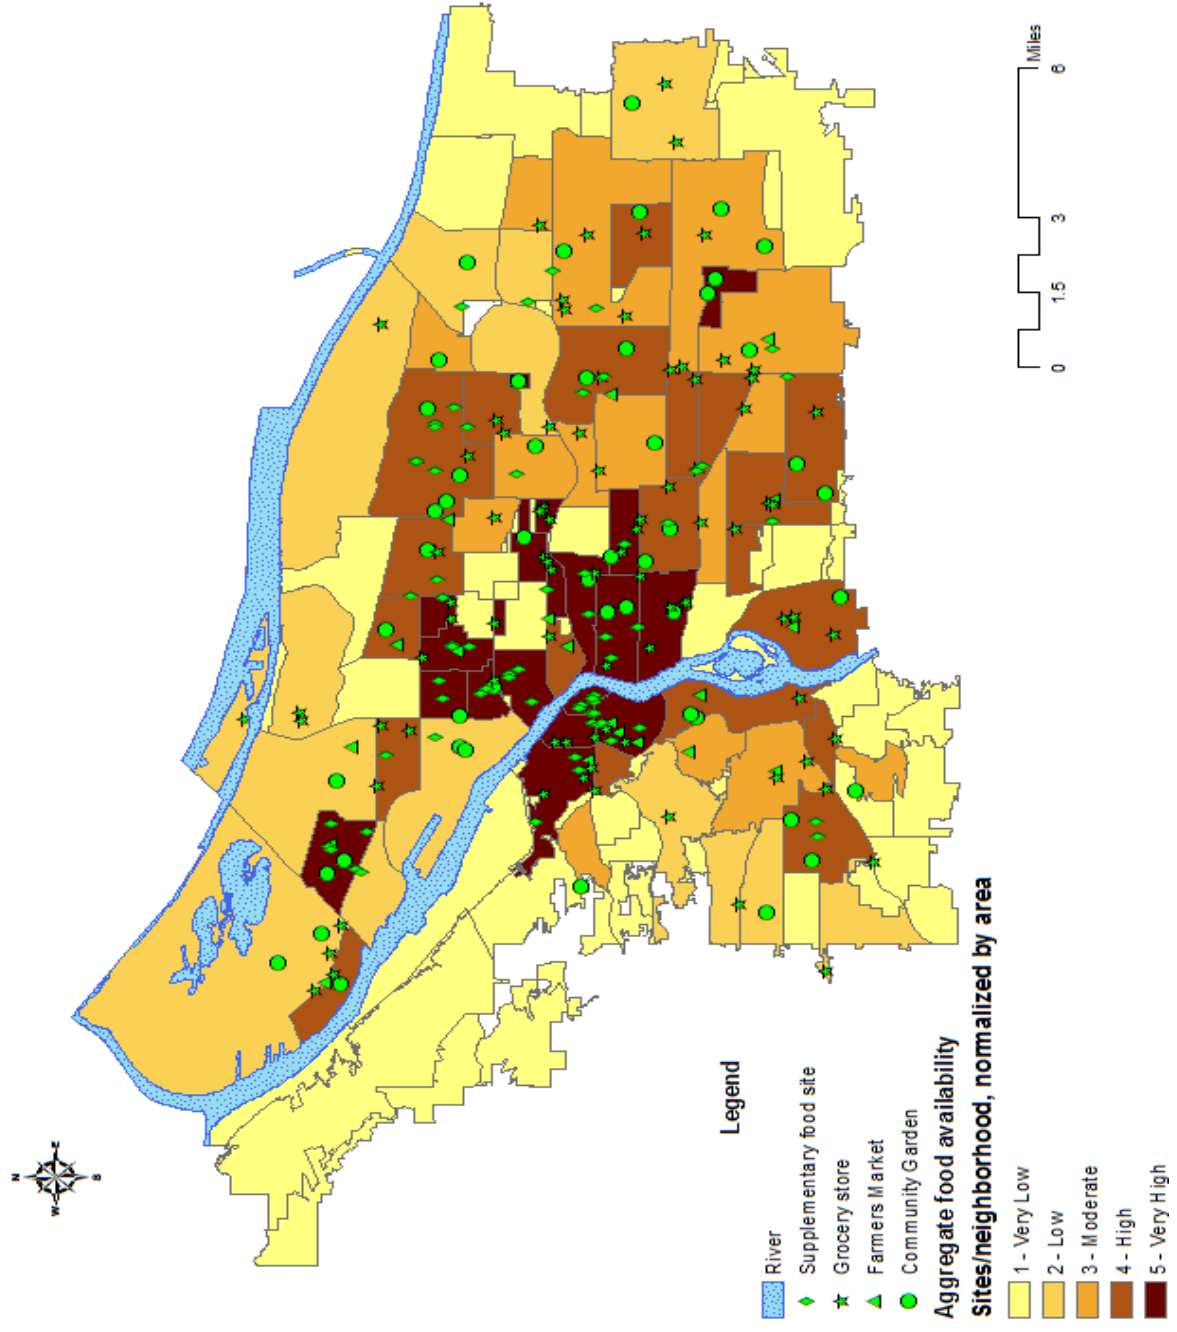 N
W
E
S
Legend
River
Supplementary food site
Grocery store
Farmers Market
Community Garden
Aggregate food availability
Sites/neighborhood, normalized by area
1 - Very Low
2 - Low
3 - Moderate
4 - High
5 - Very High
0 1.5 3 6
Miles